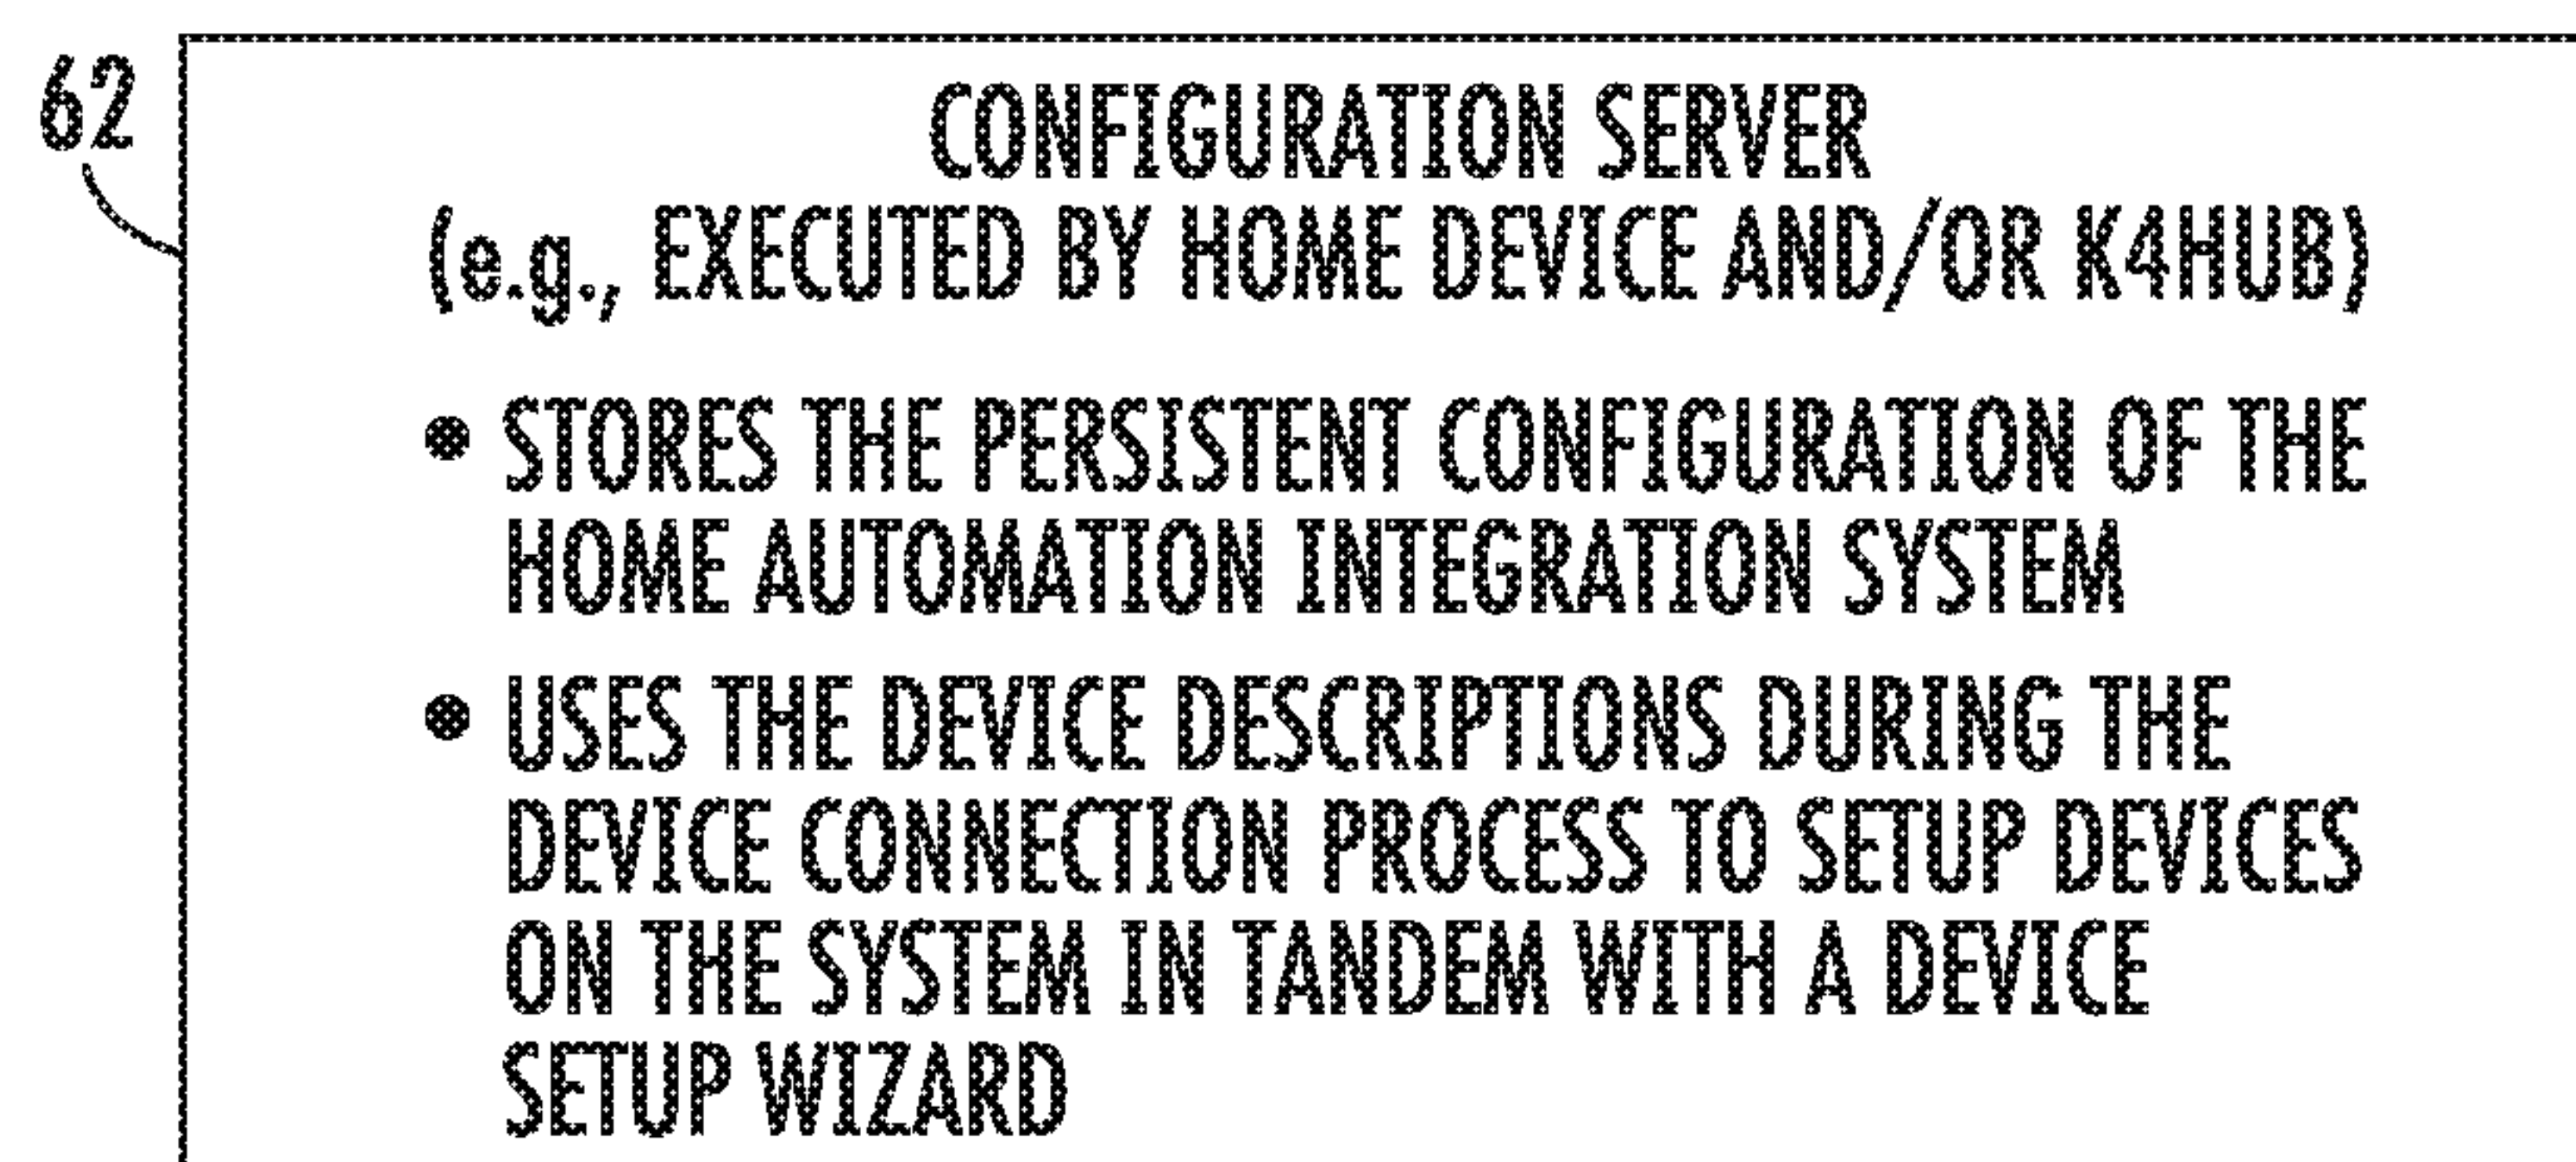 62
CONFIGURATION SERVER
(e.g., EXECUTED BY HOME DEVICE AND/OR K4HUB)
• STORES THE PERSISTENT CONFIGURATION OF THE
HOME AUTOMATION INTEGRATION SYSTEM
• USES THE DEVICE DESCRIPTIONS DURING THE
DEVICE CONNECTION PROCESS TO SETUP DEVICES
ON THE SYSTEM IN TANDEM WITH A DEVICE
SETUP WIZARD